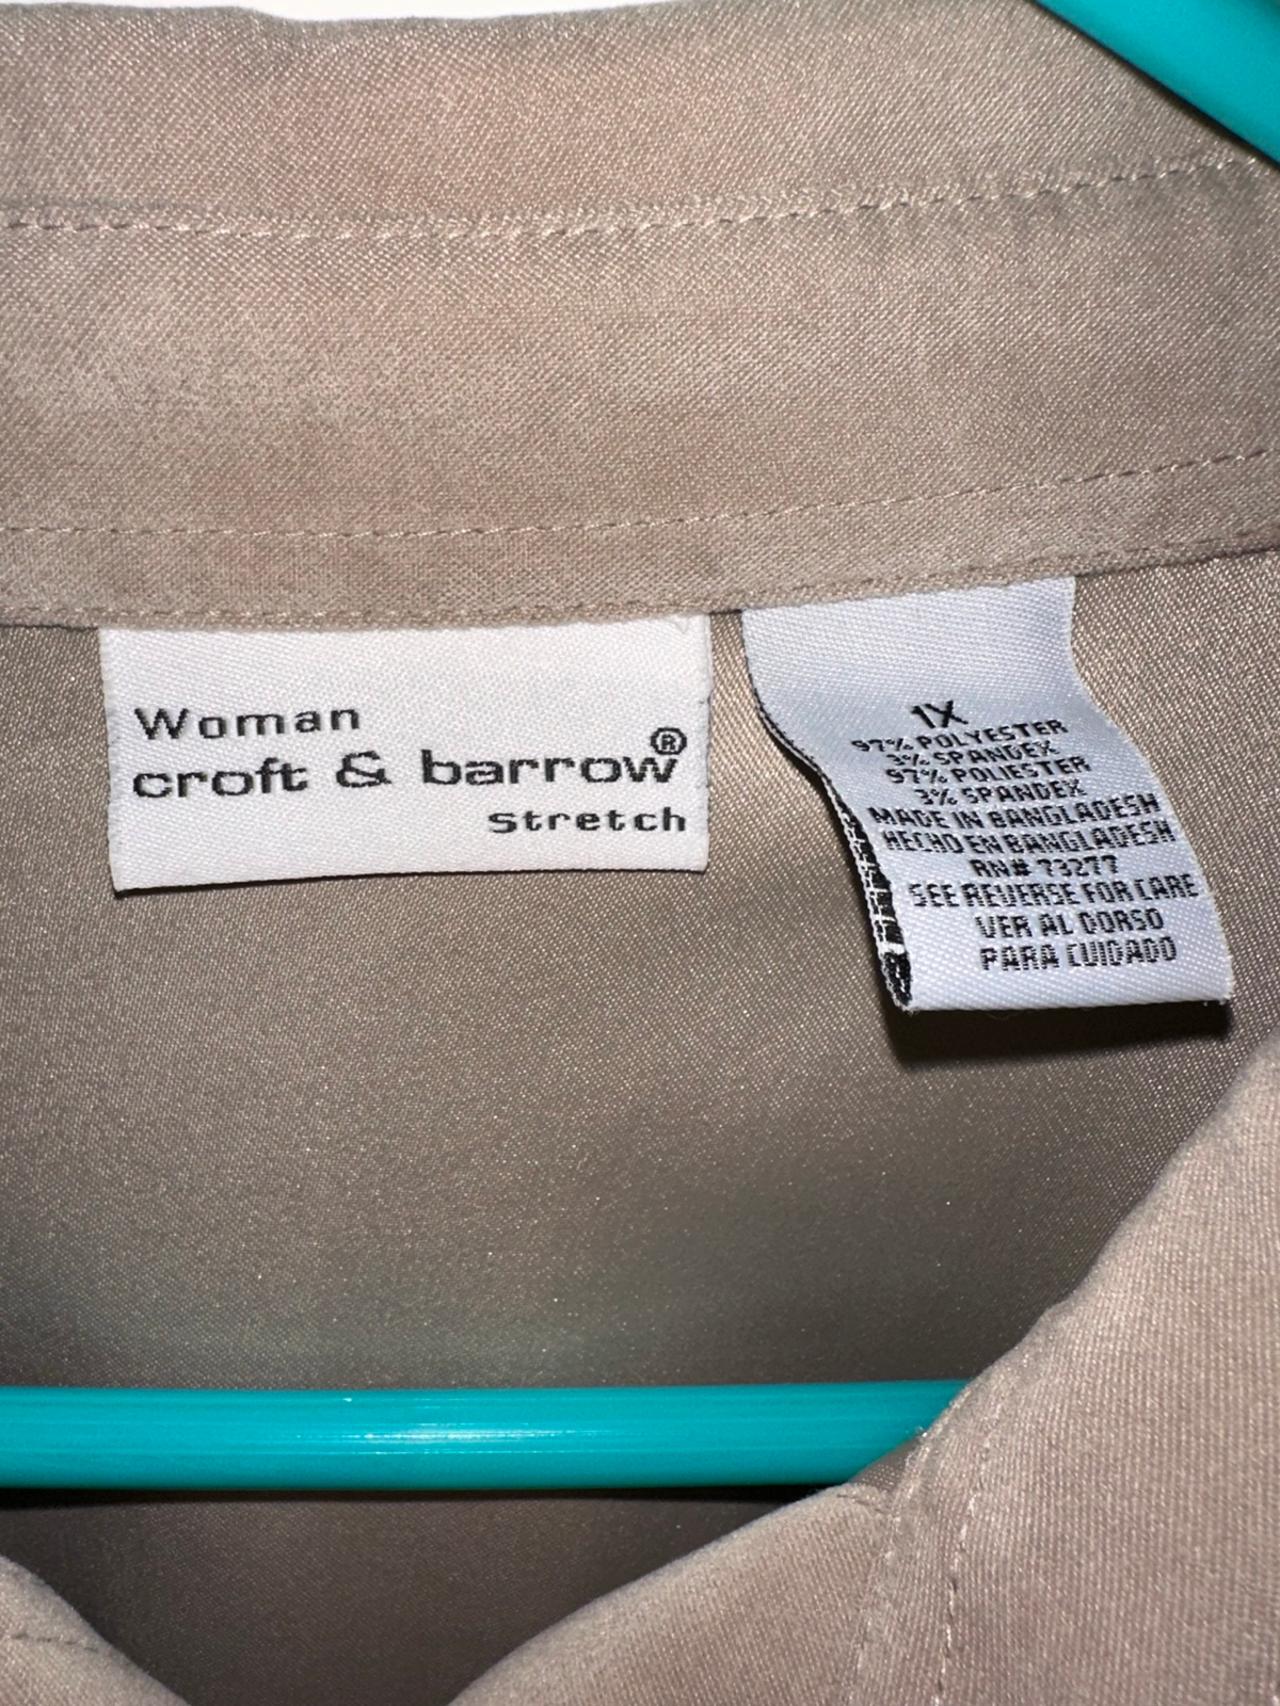 Woman
croft & barrow®
stretch
1X
97% POLYESTER
3% SPANDEX
97% POLIESTER
3% SPANDEX
MADE IN BANGLADESH
HECHO EN BANGLADESH
RN# 73277
SEE REVERSE FOR CARE
VER AL DORSO
PARA CUIDADO